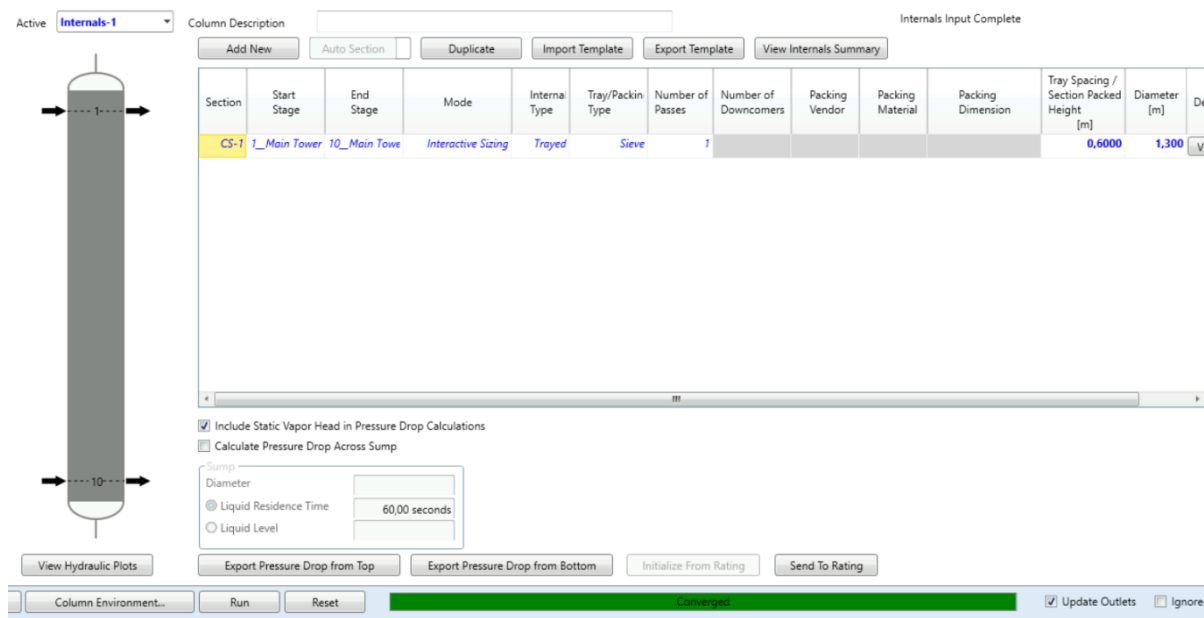 Active Internals-1 Column Description Internals Input Complete
Add New Auto Section Duplicate Import Template Export Template View Internals Summary
Section Start Stage End Stage Mode Interna Type Tray/Packin Type Number of Passes Number of Downcomers Packing Vendor Packing Material Packing Dimension Tray Spacing / Section Packed Height [m] Diameter [m] De
CS-1 1__Main Tower 10__Main Towe Interactive Sizing Trayed Sieve 1 0,6000 1,300 V
1
Include Static Vapor Head in Pressure Drop Calculations
Calculate Pressure Drop Across Sump
Sump
Diameter
10
Liquid Residence Time 60,00 seconds
Liquid Level
View Hydraulic Plots Export Pressure Drop from Top Export Pressure Drop from Bottom Initialize From Rating Send To Rating
Column Environment... Run Reset Converged Update Outlets Ignore